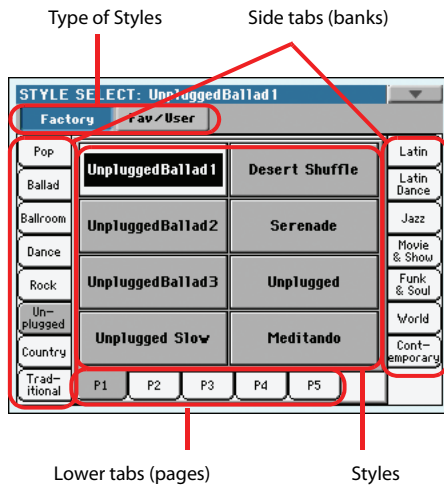 Type of Styles
Side tabs (banks)
STYLE SELECT: UnpluggedBallad1
Factory
Fav/User
Pop
Ballad
Ballroom
Dance
Rock
Un-
plugged
Country
Trad-
itional
UnpluggedBallad1
Desert Shuffle
UnpluggedBallad2
Serenade
UnpluggedBallad3
Unplugged
Unplugged Slow
Meditando
Latin
Latin
Dance
Jazz
Movie
& Show
Funk
& Soul
World
Cont-
emporary
P1
P2
P3
P4
P5
Lower tabs (pages)
Styles